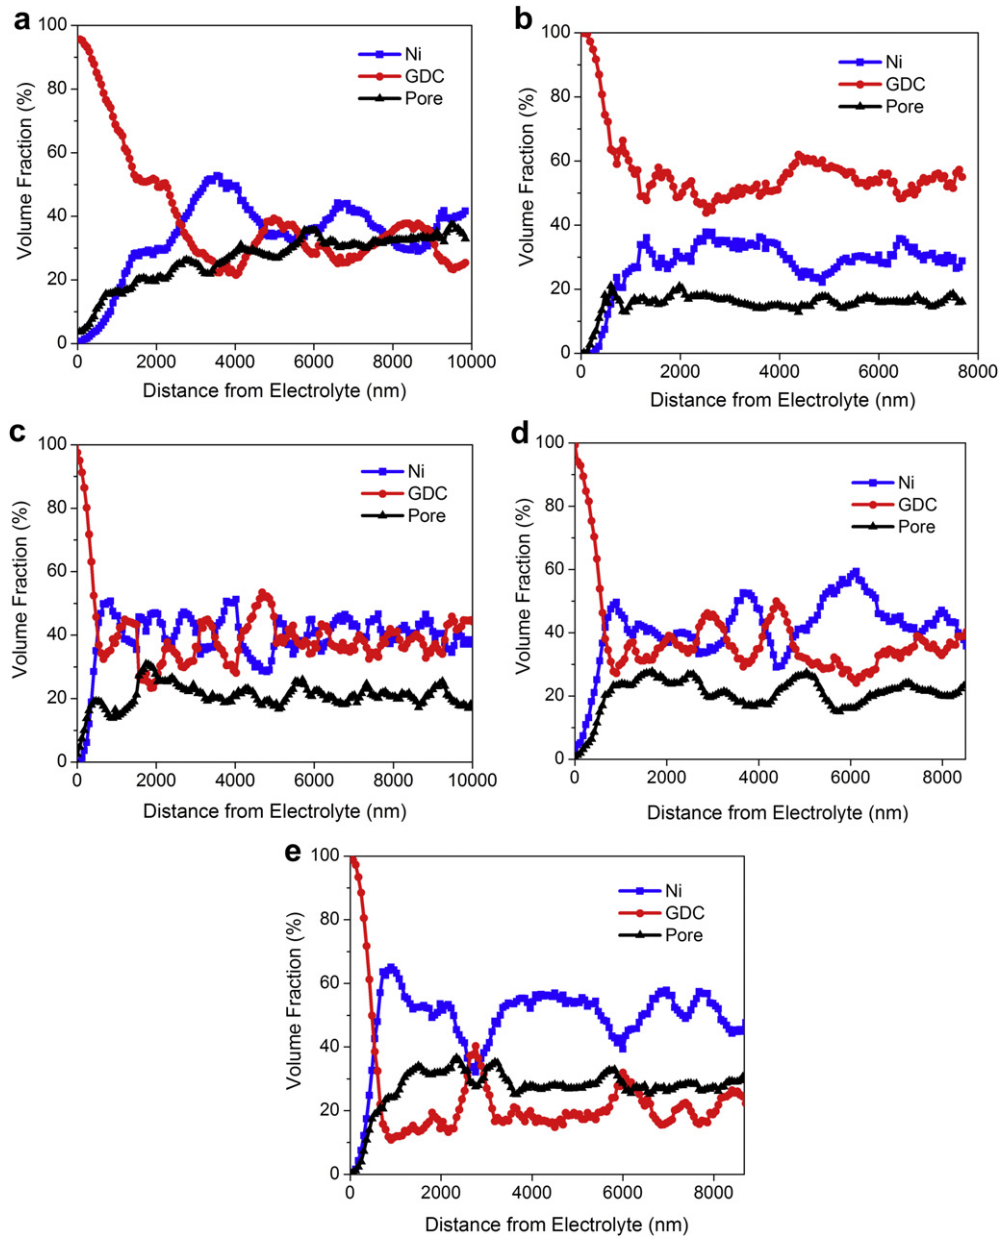 a
100
80
60
40
20
0
Volume Fraction (%)
Ni
GDC
Pore
0 2000 4000 6000 8000 10000
Distance from Electrolyte (nm)
b
100
80
60
40
20
0
Volume Fraction (%)
Ni
GDC
Pore
0 2000 4000 6000 8000
Distance from Electrolyte (nm)
c
100
80
60
40
20
0
Volume Fraction (%)
Ni
GDC
Pore
0 2000 4000 6000 8000 10000
Distance from Electrolyte (nm)
d
100
80
60
40
20
0
Volume Fraction (%)
Ni
GDC
Pore
0 2000 4000 6000 8000
Distance from Electrolyte (nm)
e
100
80
60
40
20
0
Volume Fraction (%)
Ni
GDC
Pore
0 2000 4000 6000 8000
Distance from Electrolyte (nm)